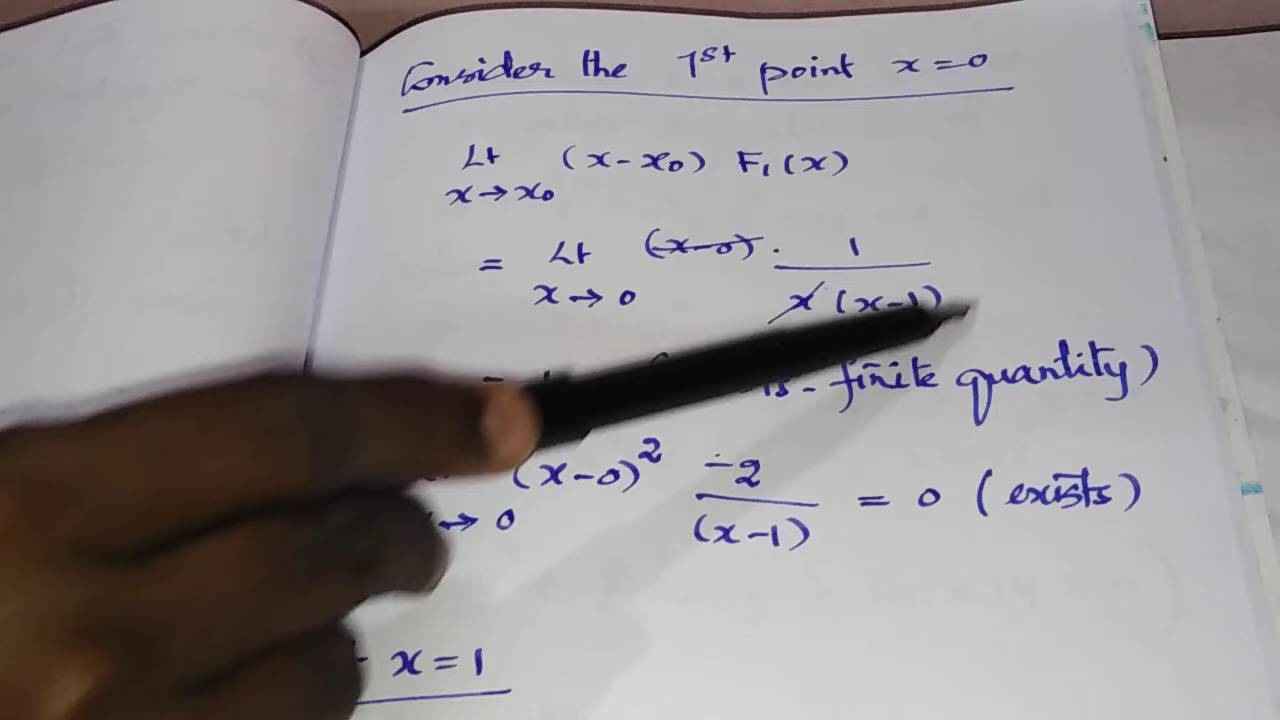 Consider the 1st point x=0
Lt (x-x₀) F₁(x)
x→x₀
= Lt (x-0) . 1
x→0 x (x-1)
= finite quantity)
(x-0)² -2 = 0 (exists)
→ 0 (x-1)
x=1